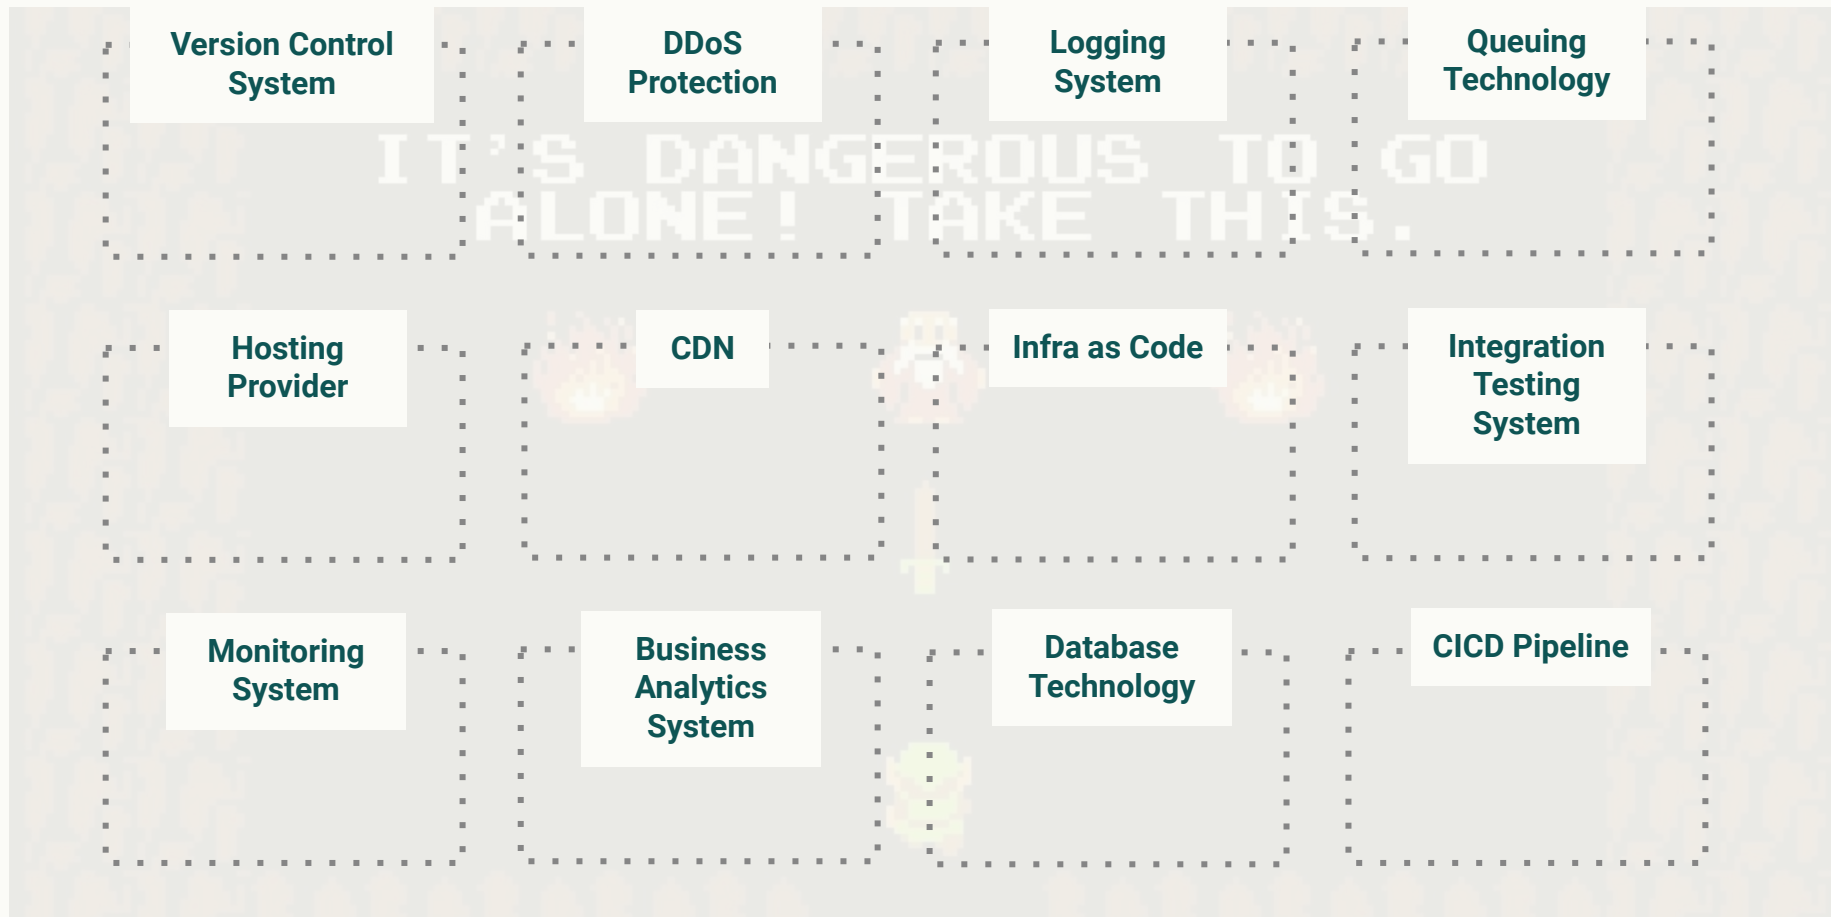 Version Control
System
DDoS
Protection
Logging
System
Queuing
Technology
IT'S DANGEROUS TO GO
ALONE! TAKE THIS.
Hosting
Provider
CDN
Infra as Code
Integration
Testing
System
Monitoring
System
Business
Analytics
System
Database
Technology
CICD Pipeline